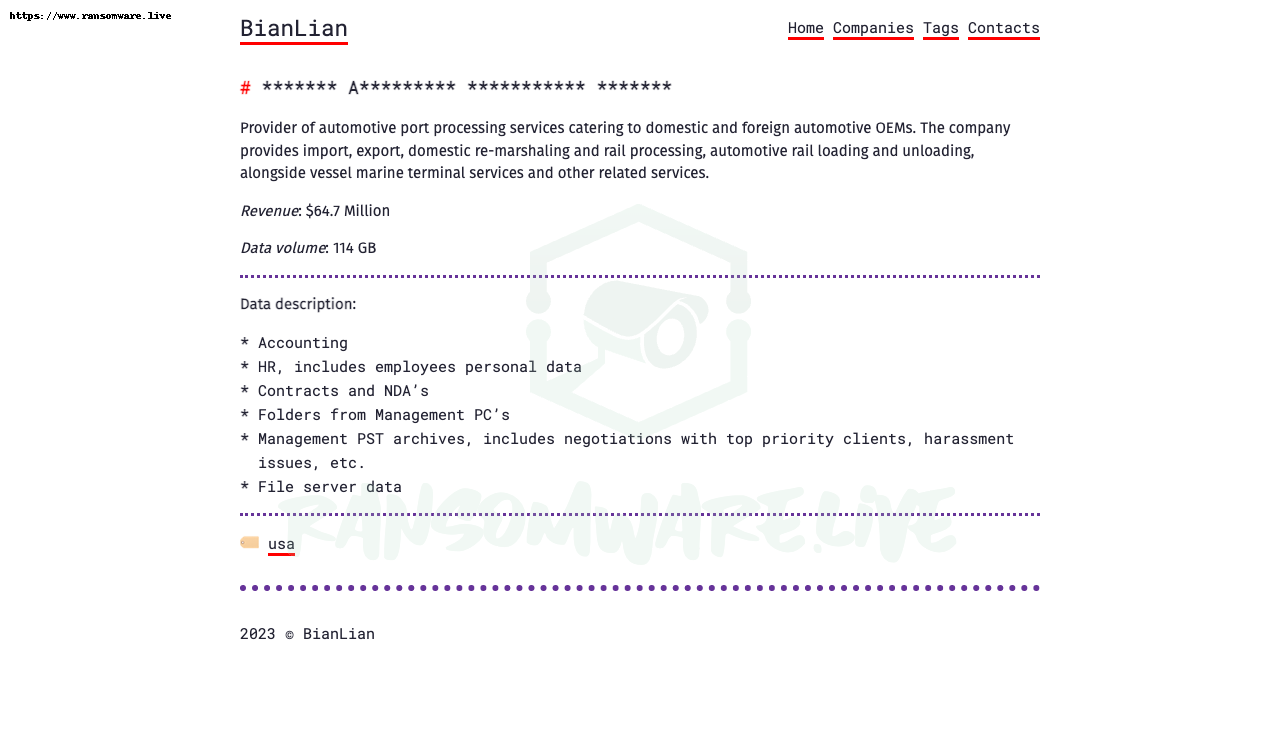 https://www.ransomware.live
BianLian
Home Companies Tags Contacts
# ******* A********* *********** *******
Provider of automotive port processing services catering to domestic and foreign automotive OEMs. The company
provides import, export, domestic re-marshaling and rail processing, automotive rail loading and unloading,
alongside vessel marine terminal services and other related services.
Revenue: $64.7 Million
Data volume: 114 GB
Data description:
* Accounting
* HR, includes employees personal data
* Contracts and NDA’s
* Folders from Management PC’s
* Management PST archives, includes negotiations with top priority clients, harassment
issues, etc.
* File server data
RANSOMWARE.LIVE
usa
2023 © BianLian